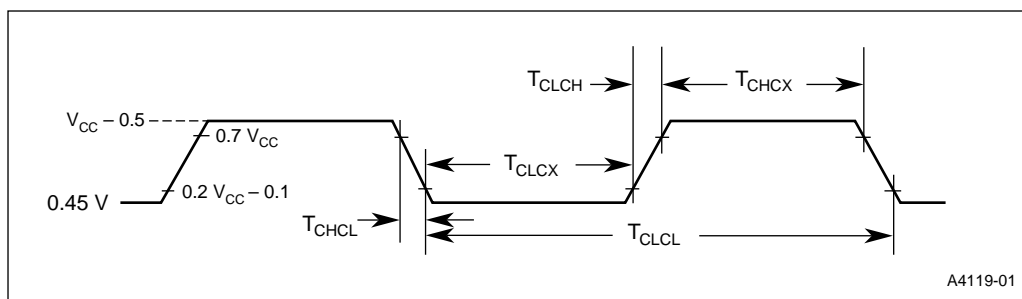 T_CLCH
T_CHCX
V_CC – 0.5
0.7 V_CC
T_CLCX
0.2 V_CC – 0.1
0.45 V
T_CHCL
T_CLCL
A4119-01